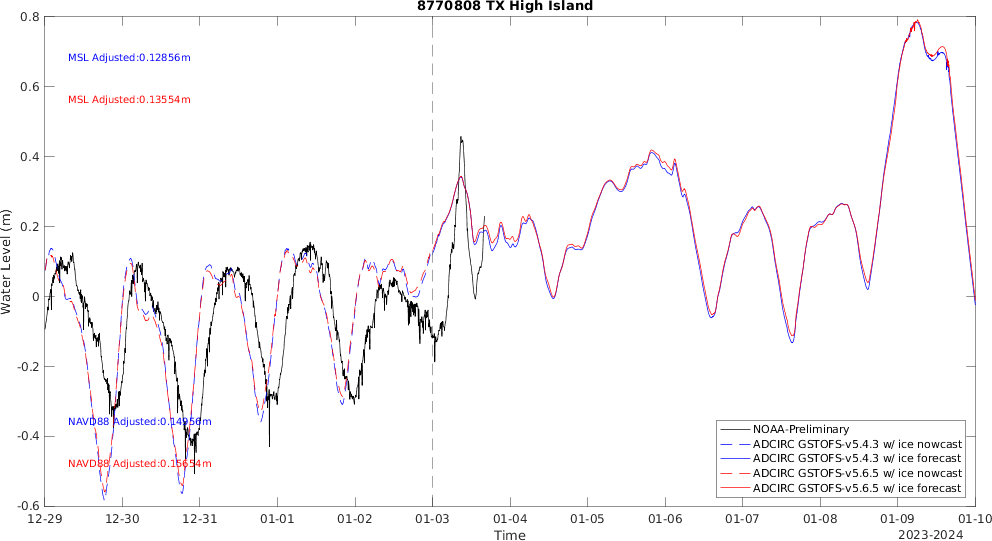 8770808 TX High Island
0.8
MSL Adjusted:0.12856m
0.6
MSL Adjusted:0.13554m
0.4
0.2
Water Level (m)
0
-0.2
NAVD88 Adjusted:0.14956m
-0.4
NAVD88 Adjusted:0.15654m
-0.6
NOAA-Preliminary
ADCIRC GSTOFS-v5.4.3 w/ ice nowcast
ADCIRC GSTOFS-v5.4.3 w/ ice forecast
ADCIRC GSTOFS-v5.6.5 w/ ice nowcast
ADCIRC GSTOFS-v5.6.5 w/ ice forecast
12-29 12-30 12-31 01-01 01-02 01-03 01-04 01-05 01-06 01-07 01-08 01-09 01-10
Time
2023-2024